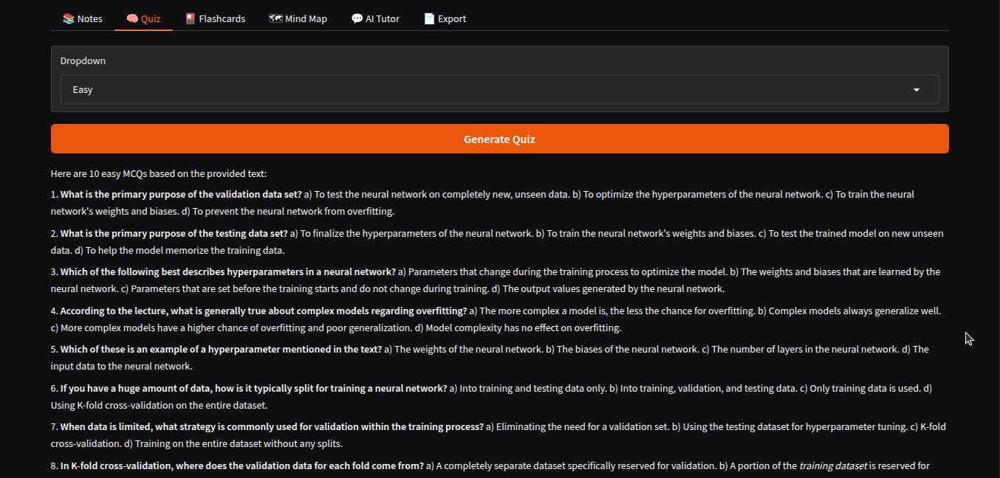 📚 Notes
🧠 Quiz
🎴 Flashcards
🗺 Mind Map
💬 AI Tutor
📄 Export
Dropdown
Easy
Generate Quiz
Here are 10 easy MCQs based on the provided text:
1. What is the primary purpose of the validation data set? a) To test the neural network on completely new, unseen data. b) To optimize the hyperparameters of the neural network. c) To train the neural
network's weights and biases. d) To prevent the neural network from overfitting.
2. What is the primary purpose of the testing data set? a) To finalize the hyperparameters of the neural network. b) To train the neural network's weights and biases. c) To test the trained model on new unseen
data. d) To help the model memorize the training data.
3. Which of the following best describes hyperparameters in a neural network? a) Parameters that change during the training process to optimize the model. b) The weights and biases that are learned by the
neural network. c) Parameters that are set before the training starts and do not change during training. d) The output values generated by the neural network.
4. According to the lecture, what is generally true about complex models regarding overfitting? a) The more complex a model is, the less the chance for overfitting. b) Complex models always generalize well.
c) More complex models have a higher chance of overfitting and poor generalization. d) Model complexity has no effect on overfitting.
5. Which of these is an example of a hyperparameter mentioned in the text? a) The weights of the neural network. b) The biases of the neural network. c) The number of layers in the neural network. d) The
input data to the neural network.
6. If you have a huge amount of data, how is it typically split for training a neural network? a) Into training and testing data only. b) Into training, validation, and testing data. c) Only training data is used. d)
Using K-fold cross-validation on the entire dataset.
7. When data is limited, what strategy is commonly used for validation within the training process? a) Eliminating the need for a validation set. b) Using the testing dataset for hyperparameter tuning. c) K-fold
cross-validation. d) Training on the entire dataset without any splits.
8. In K-fold cross-validation, where does the validation data for each fold come from? a) A completely separate dataset specifically reserved for validation. b) A portion of the training dataset is reserved for